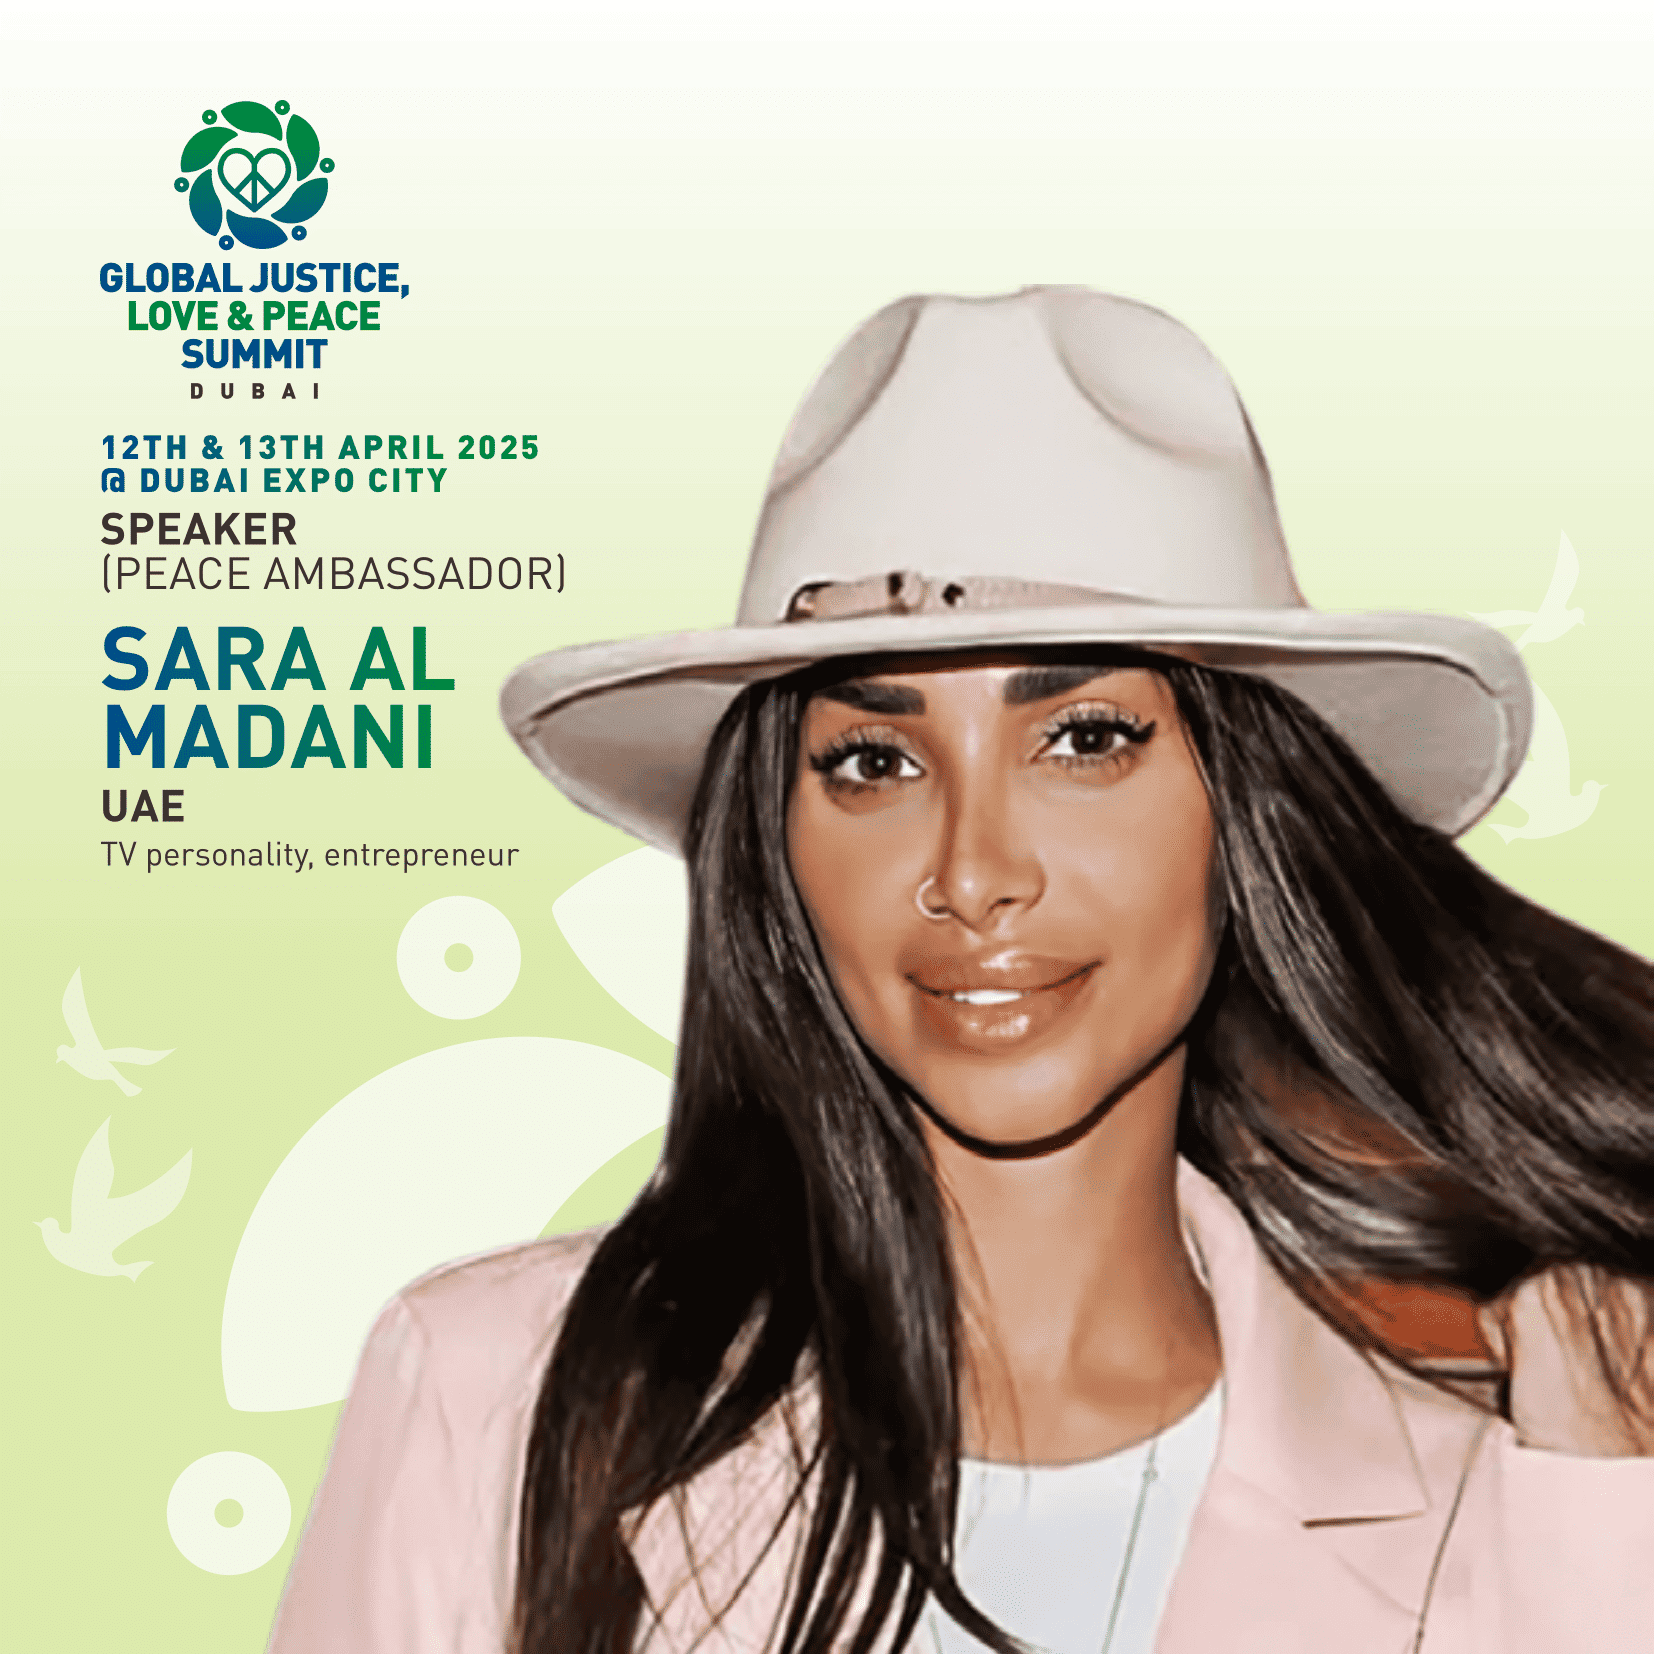 GLOBAL JUSTICE,
LOVE & PEACE
SUMMIT
DUBAI
12TH & 13TH APRIL 2025
@ DUBAI EXPO CITY
SPEAKER
(PEACE AMBASSADOR)
SARA AL
MADANI
UAE
TV personality, entrepreneur